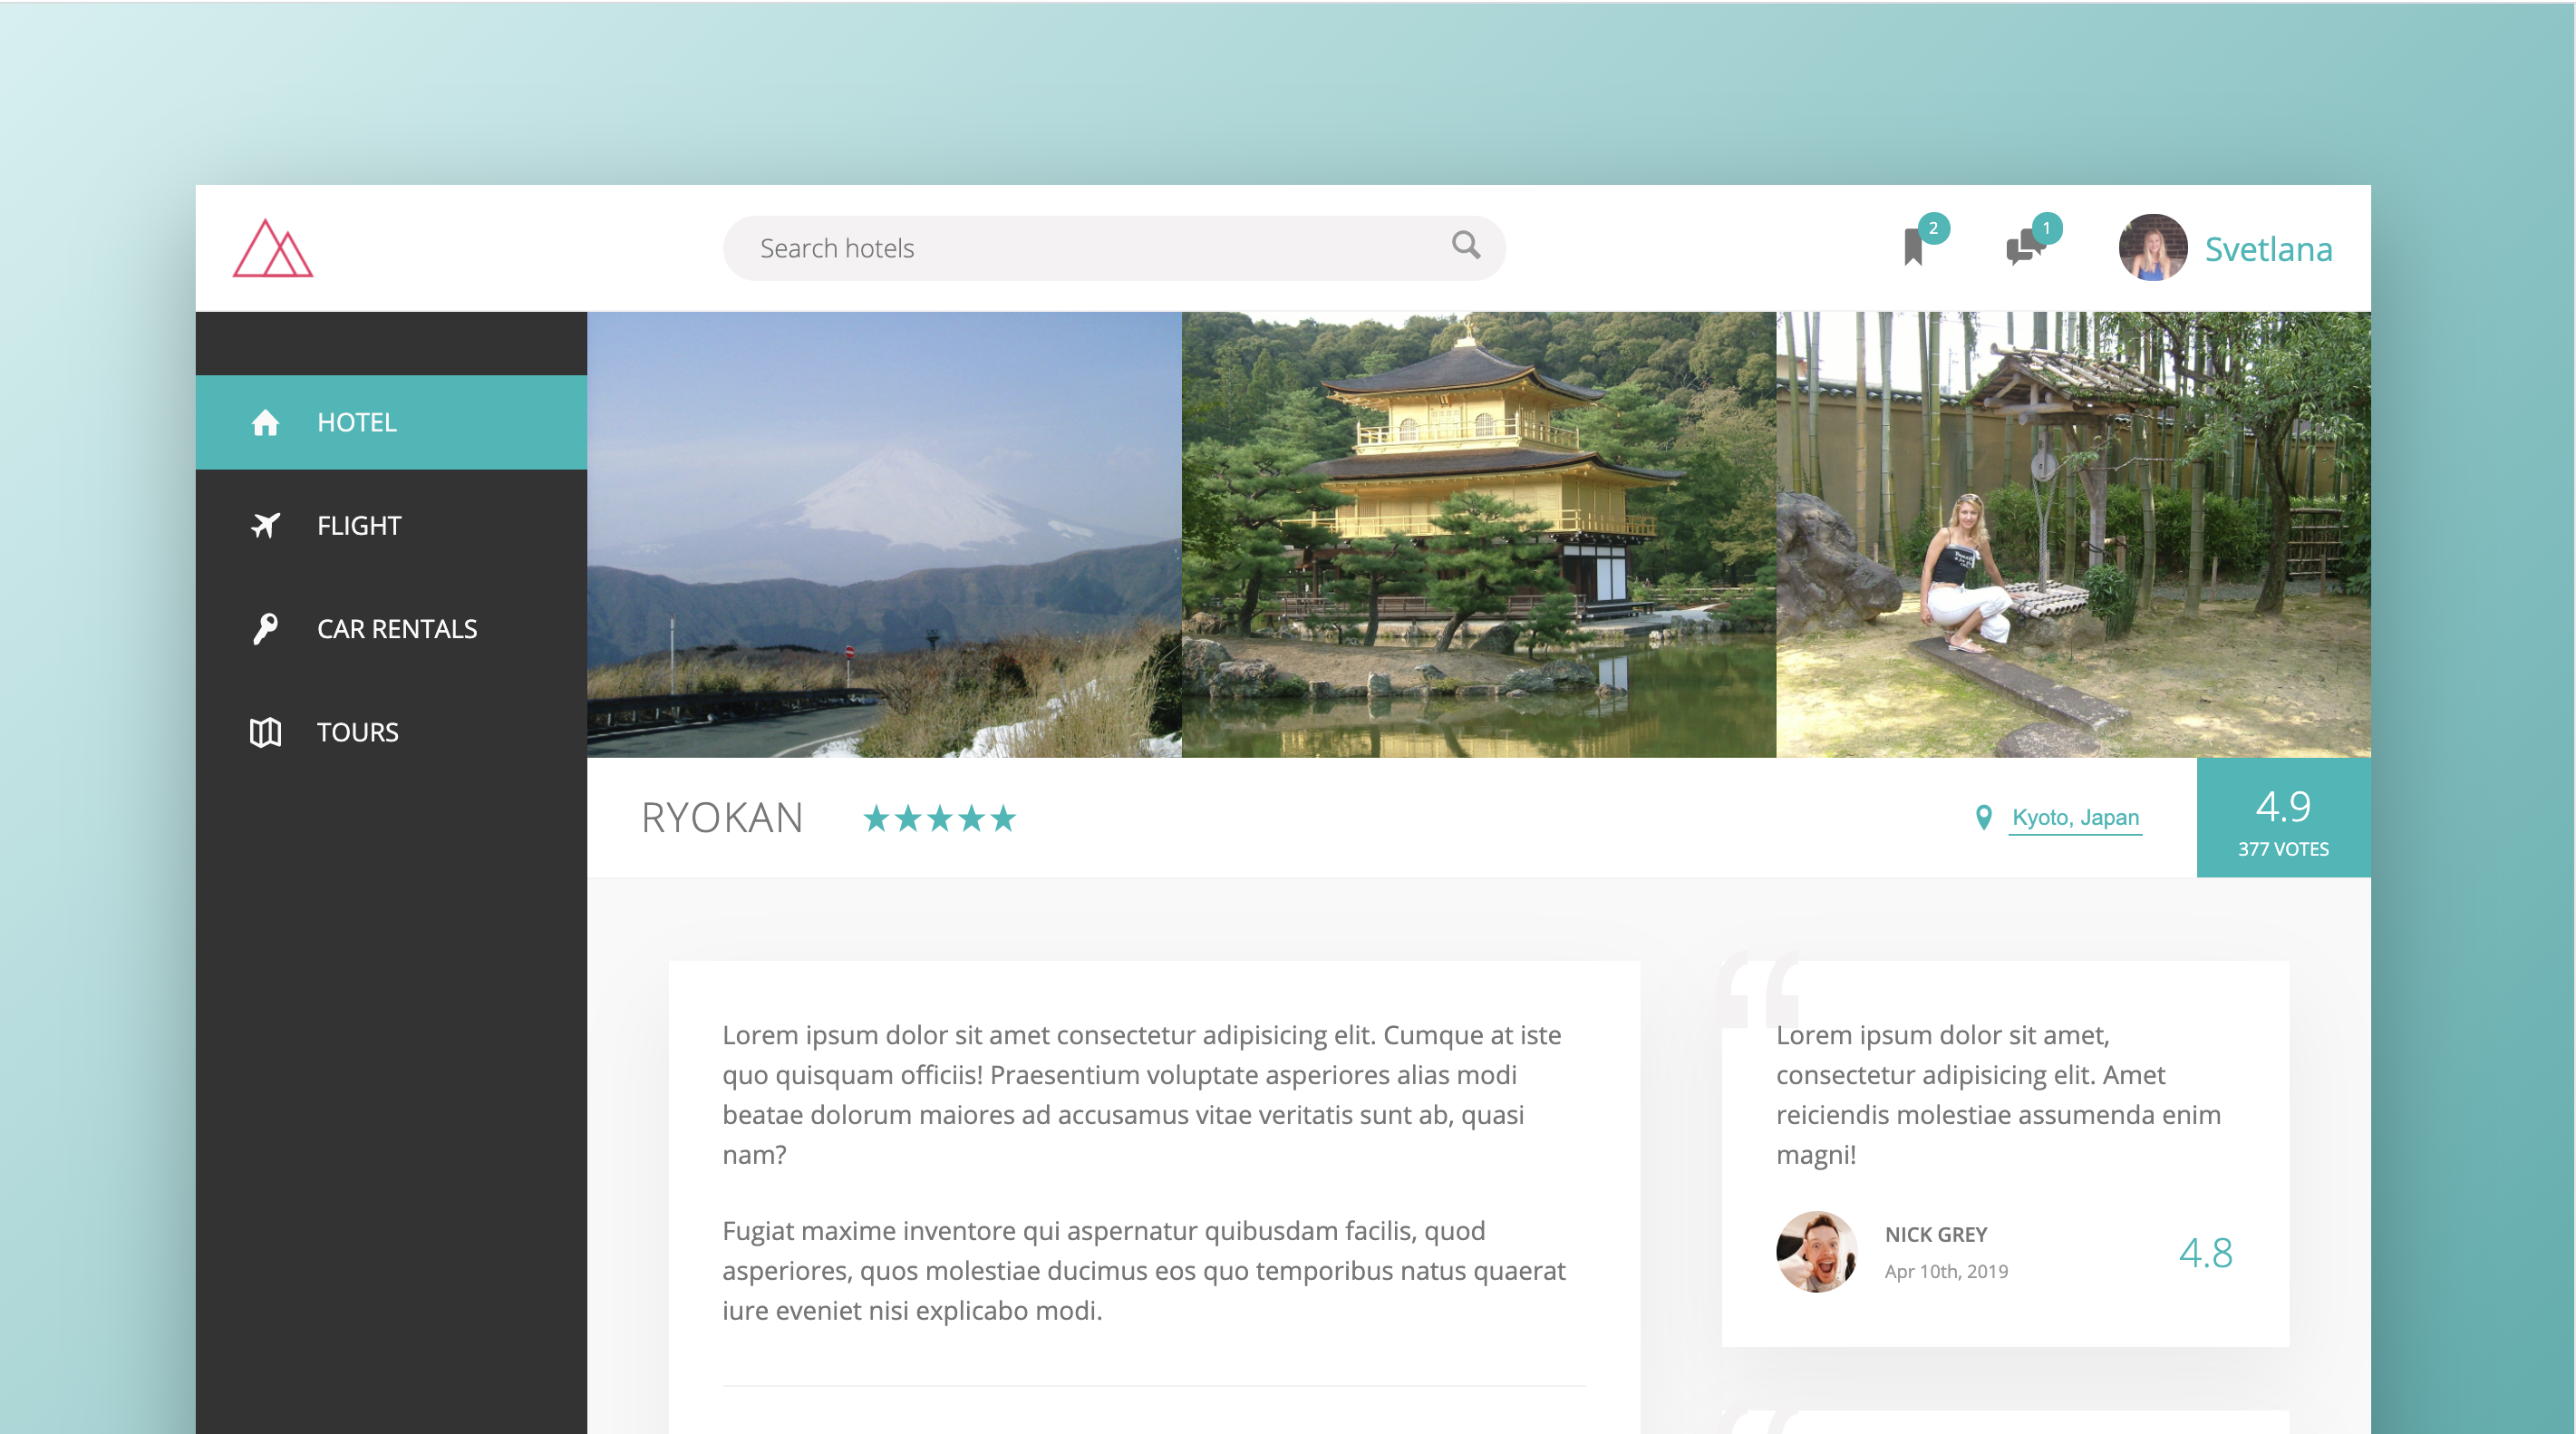 Search hotels
2
1
Svetlana
HOTEL
FLIGHT
CAR RENTALS
TOURS
RYOKAN
Kyoto, Japan
4.9
377 VOTES
Lorem ipsum dolor sit amet consectetur adipisicing elit. Cumque at iste
quo quisquam officiis! Praesentium voluptate asperiores alias modi
beatae dolorum maiores ad accusamus vitae veritatis sunt ab, quasi
nam?
Fugiat maxime inventore qui aspernatur quibusdam facilis, quod
asperiores, quos molestiae ducimus eos quo temporibus natus quaerat
iure eveniet nisi explicabo modi.
“
Lorem ipsum dolor sit amet,
consectetur adipisicing elit. Amet
reiciendis molestiae assumenda enim
magni!
NICK GREY
Apr 10th, 2019
4.8